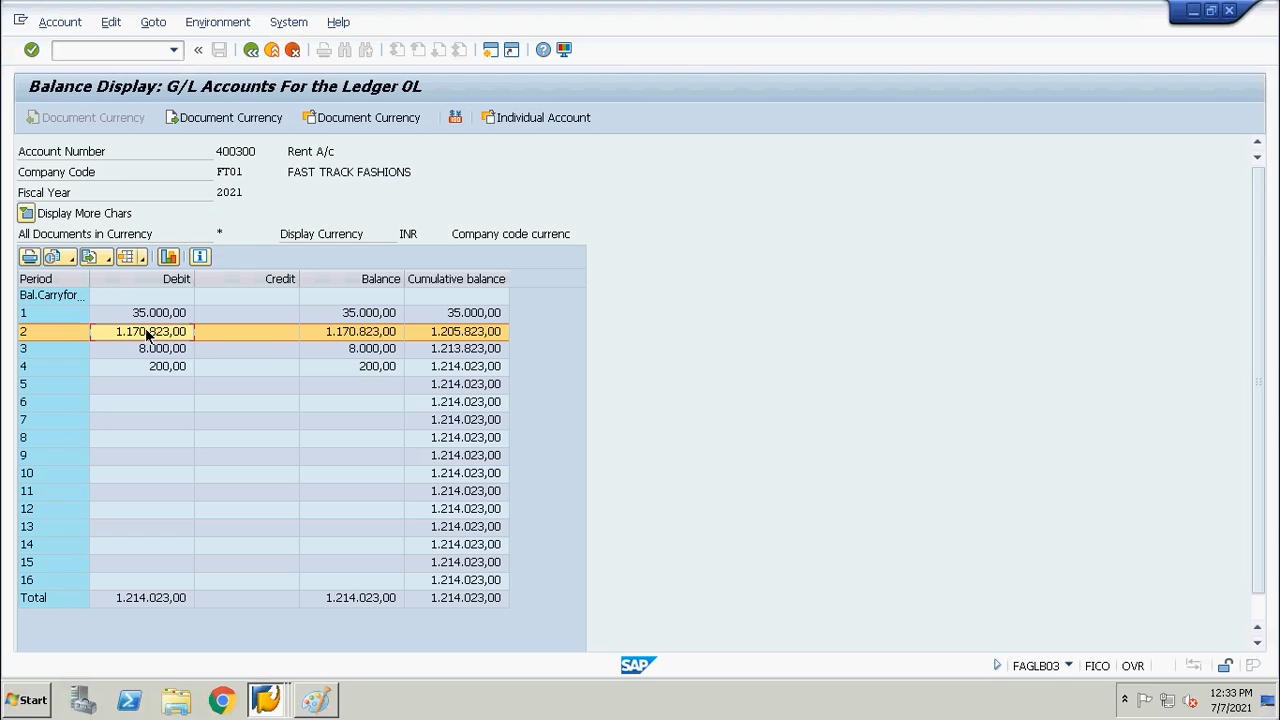 Account Edit Goto Environment System Help
Balance Display: G/L Accounts For the Ledger 0L
Document Currency Document Currency Document Currency Individual Account
Account Number 400300 Rent A/c
Company Code FT01 FAST TRACK FASHIONS
Fiscal Year 2021
Display More Chars
All Documents in Currency * Display Currency INR Company code currenc
Period Debit Credit Balance Cumulative balance
Bal.Carryfor...
1 35.000,00 35.000,00 35.000,00
2 1.170.823,00 1.170.823,00 1.205.823,00
3 8.000,00 8.000,00 1.213.823,00
4 200,00 200,00 1.214.023,00
5 1.214.023,00
6 1.214.023,00
7 1.214.023,00
8 1.214.023,00
9 1.214.023,00
10 1.214.023,00
11 1.214.023,00
12 1.214.023,00
13 1.214.023,00
14 1.214.023,00
15 1.214.023,00
16 1.214.023,00
Total 1.214.023,00 1.214.023,00 1.214.023,00
SAP FAGLB03 FICO OVR
Start 12:33 PM
7/7/2021